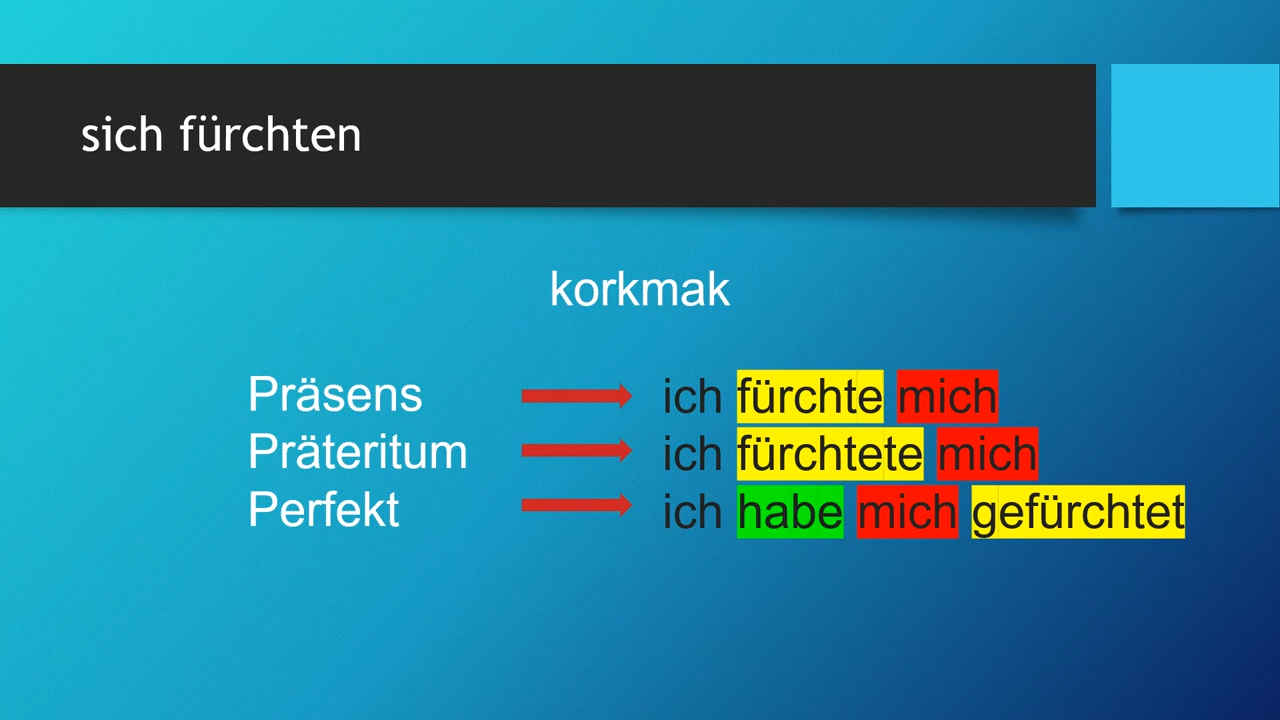 sich fürchten
korkmak
Präsens ich fürchte mich
Präteritum ich fürchtete mich
Perfekt ich habe mich gefürchtet